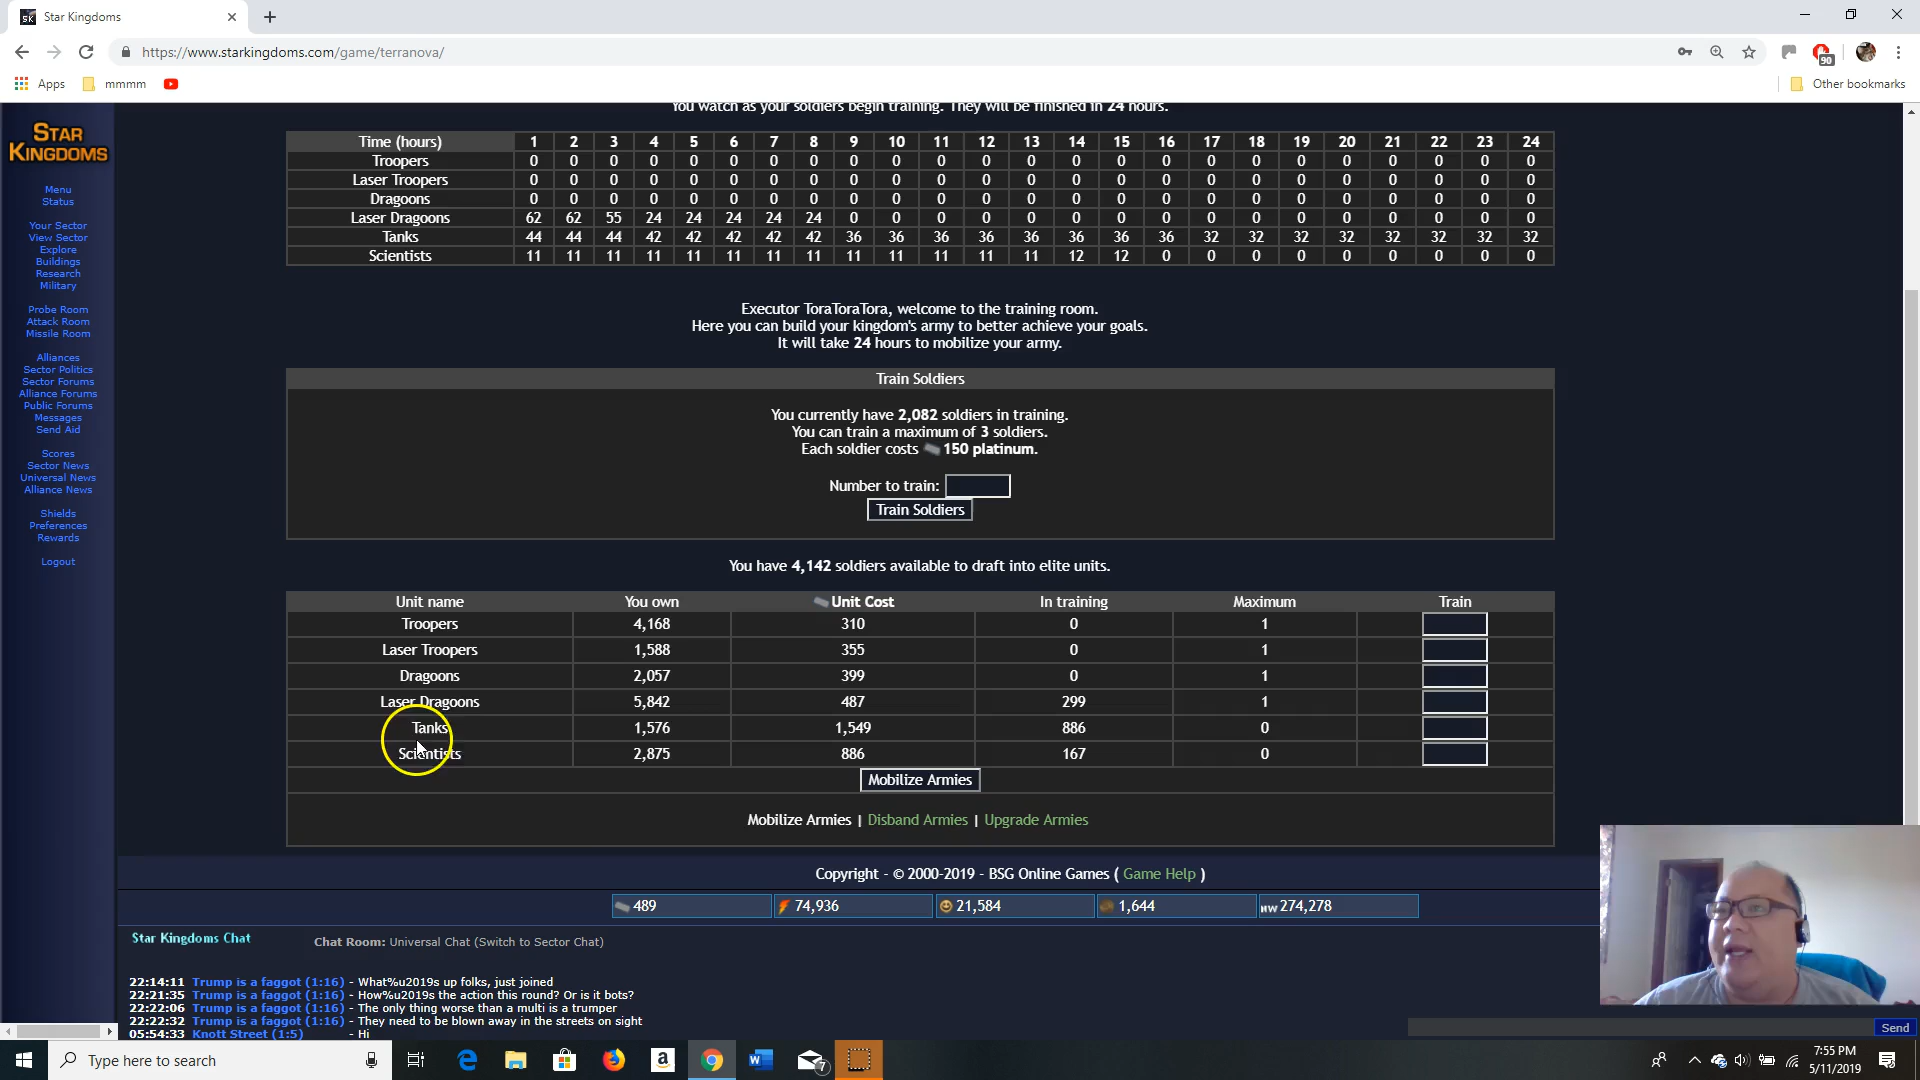 Star Kingdoms
https://www.starkingdoms.com/game/terranova/
90
Apps mmmm Other bookmarks
STAR KINGDOMS
Menu
Status
Your Sector
View Sector
Explore
Buildings
Research
Military
Probe Room
Attack Room
Missile Room
Alliances
Sector Politics
Sector Forums
Alliance Forums
Public Forums
Messages
Send Aid
Scores
Sector News
Universal News
Alliance News
Shields
Preferences
Rewards
Logout
You watch as your soldiers begin training. They will be finished in 24 hours.
Time (hours) 1 2 3 4 5 6 7 8 9 10 11 12 13 14 15 16 17 18 19 20 21 22 23 24
Troopers 0 0 0 0 0 0 0 0 0 0 0 0 0 0 0 0 0 0 0 0 0 0 0 0
Laser Troopers 0 0 0 0 0 0 0 0 0 0 0 0 0 0 0 0 0 0 0 0 0 0 0 0
Dragoons 0 0 0 0 0 0 0 0 0 0 0 0 0 0 0 0 0 0 0 0 0 0 0 0
Laser Dragoons 62 62 55 24 24 24 24 24 0 0 0 0 0 0 0 0 0 0 0 0 0 0 0 0
Tanks 44 44 44 42 42 42 42 42 36 36 36 36 36 36 36 36 32 32 32 32 32 32 32 32
Scientists 11 11 11 11 11 11 11 11 11 11 11 11 11 12 12 0 0 0 0 0 0 0 0 0
Executor ToraToraTora, welcome to the training room.
Here you can build your kingdom's army to better achieve your goals.
It will take 24 hours to mobilize your army.
Train Soldiers
You currently have 2,082 soldiers in training.
You can train a maximum of 3 soldiers.
Each soldier costs 150 platinum.
Number to train:
Train Soldiers
You have 4,142 soldiers available to draft into elite units.
Unit name You own Unit Cost In training Maximum Train
Troopers 4,168 310 0 1
Laser Troopers 1,588 355 0 1
Dragoons 2,057 399 0 1
Laser Dragoons 5,842 487 299 1
Tanks 1,576 1,549 886 0
Scientists 2,875 886 167 0
Mobilize Armies
Mobilize Armies | Disband Armies | Upgrade Armies
Copyright - © 2000-2019 - BSG Online Games ( Game Help )
489 74,936 21,584 1,644 NW 274,278
Star Kingdoms Chat Chat Room: Universal Chat (Switch to Sector Chat)
22:14:11 Trump is a faggot (1:16) - What%u2019s up folks, just joined
22:21:35 Trump is a faggot (1:16) - How%u2019s the action this round? Or is it bots?
22:22:06 Trump is a faggot (1:16) - The only thing worse than a multi is a trumper
22:22:32 Trump is a faggot (1:16) - They need to be blown away in the streets on sight
05:54:33 Knott Street (1:5) - Hi
Send
Type here to search
7
7:55 PM
5/11/2019